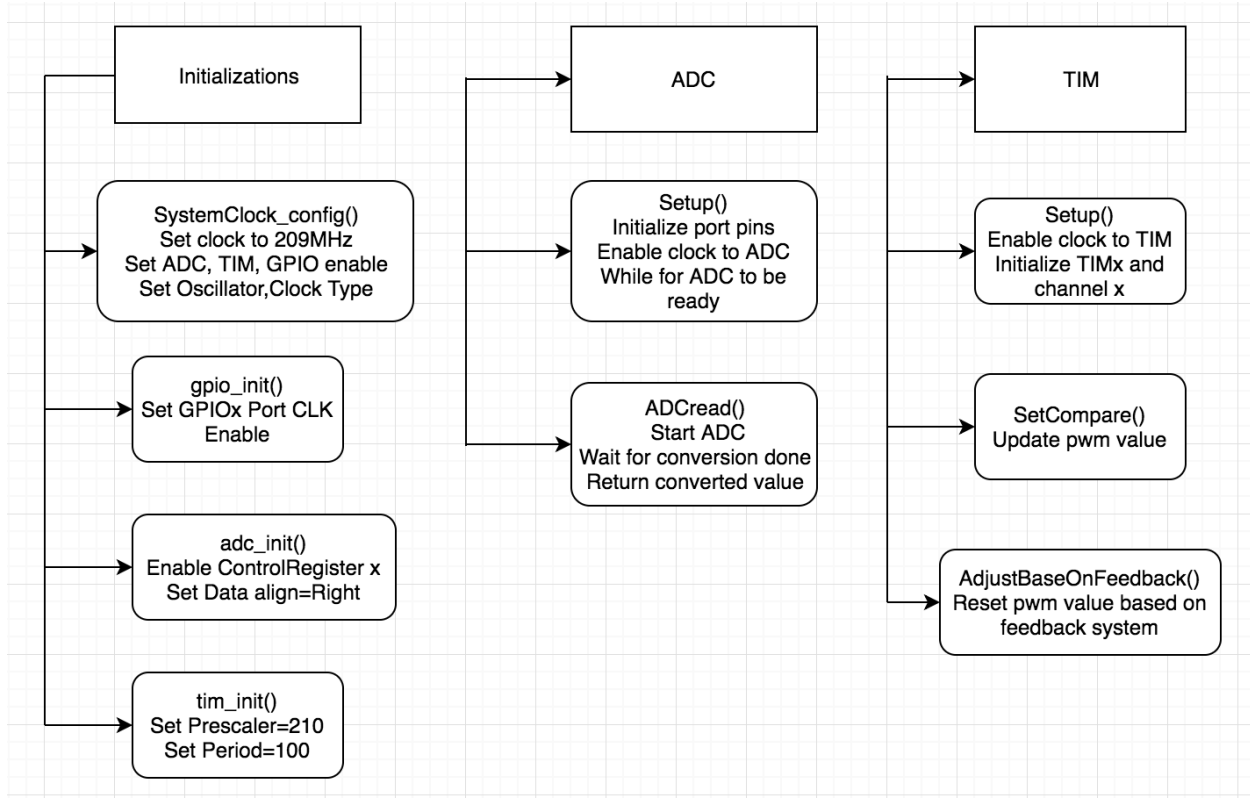 Initializations
SystemClock_config()
Set clock to 209MHz
Set ADC, TIM, GPIO enable
Set Oscillator,Clock Type
gpio_init()
Set GPIOx Port CLK
Enable
adc_init()
Enable ControlRegister x
Set Data align=Right
tim_init()
Set Prescaler=210
Set Period=100
ADC
Setup()
Initialize port pins
Enable clock to ADC
While for ADC to be
ready
ADCread()
Start ADC
Wait for conversion done
Return converted value
TIM
Setup()
Enable clock to TIM
Initialize TIMx and
channel x
SetCompare()
Update pwm value
AdjustBaseOnFeedback()
Reset pwm value based on
feedback system